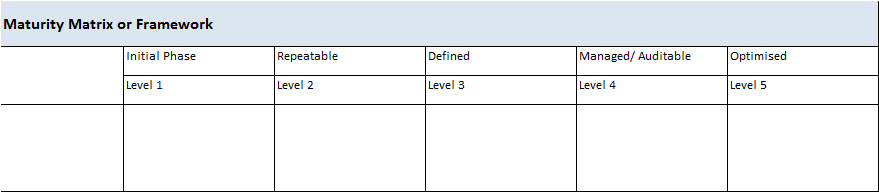 Maturity Matrix or Framework
Initial Phase Repeatable Defined Managed/ Auditable Optimised
Level 1 Level 2 Level 3 Level 4 Level 5